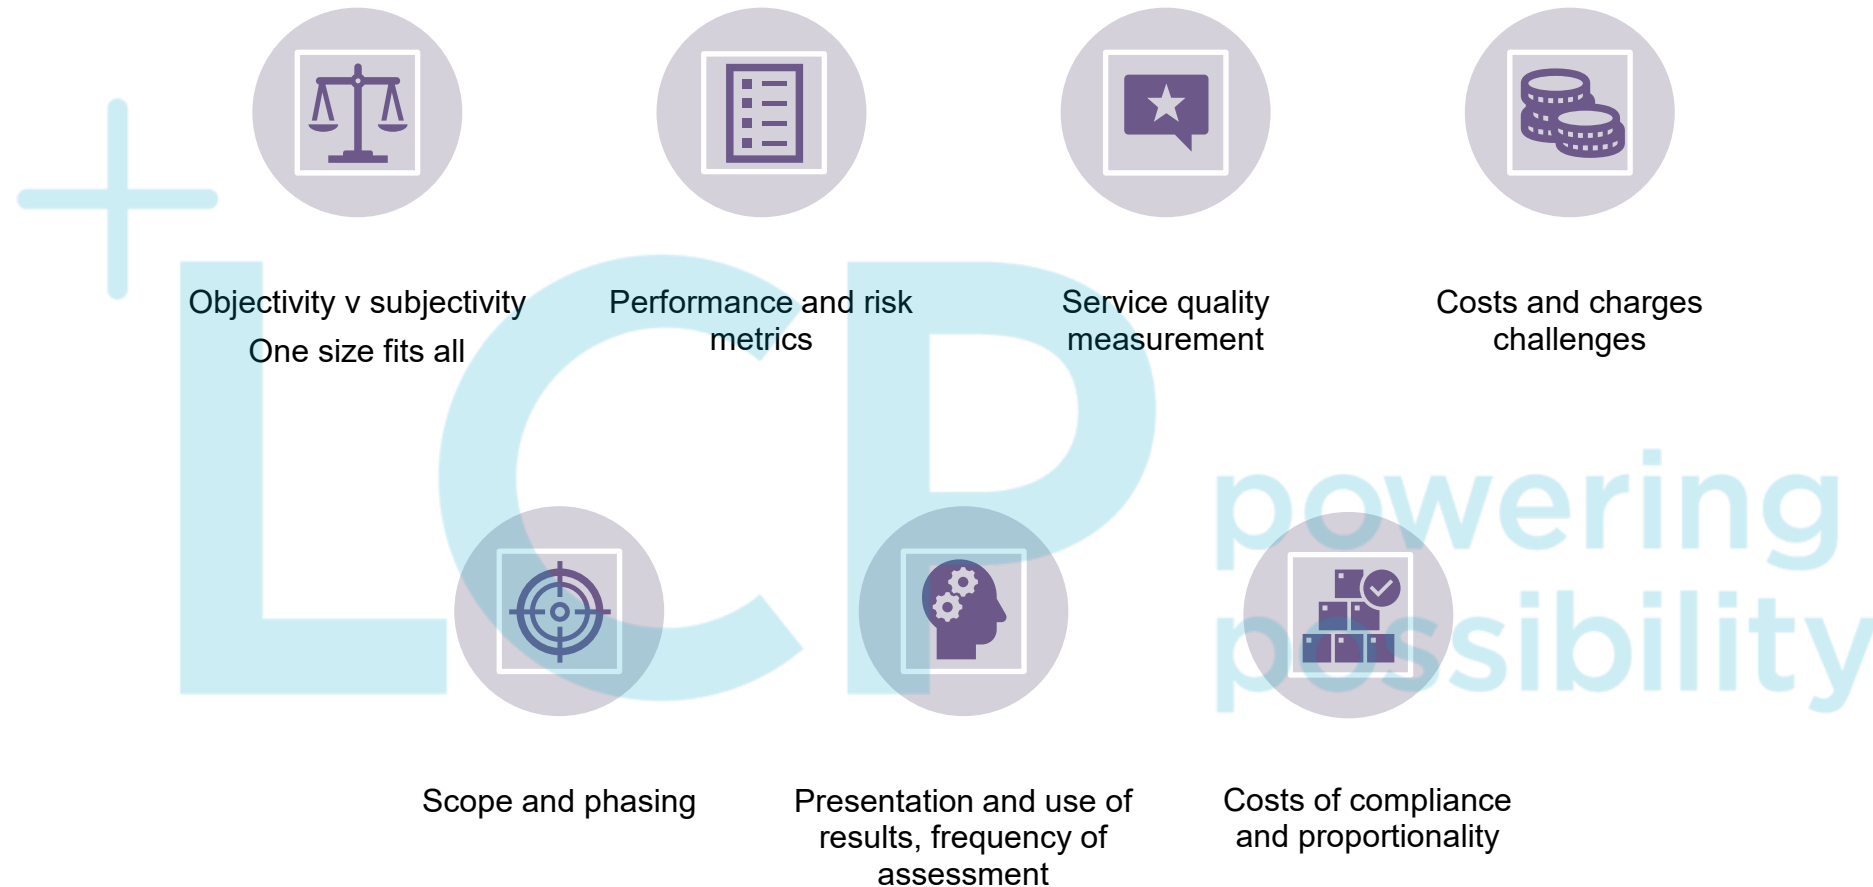 Objectivity v subjectivity
One size fits all
Performance and risk
metrics
Service quality
measurement
Costs and charges
challenges
LCP
powering
possibility
Scope and phasing
Presentation and use of
results, frequency of
assessment
Costs of compliance
and proportionality